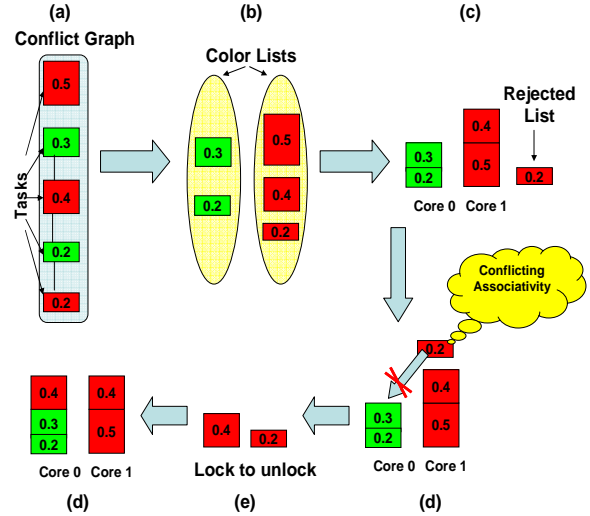 (a)
(b)
(c)
Conflict Graph
Color Lists
Rejected
List
Tasks
0.5
0.3
0.4
0.2
0.2
0.3
0.2
0.5
0.4
0.2
0.3
0.2
0.4
0.5
0.2
Core 0
Core 1
Conflicting
Associativity
0.2
0.3
0.2
0.4
0.5
Core 0
Core 1
(d)
0.4
0.2
Lock to unlock
(e)
0.4
0.3
0.2
0.4
0.5
Core 0
Core 1
(d)